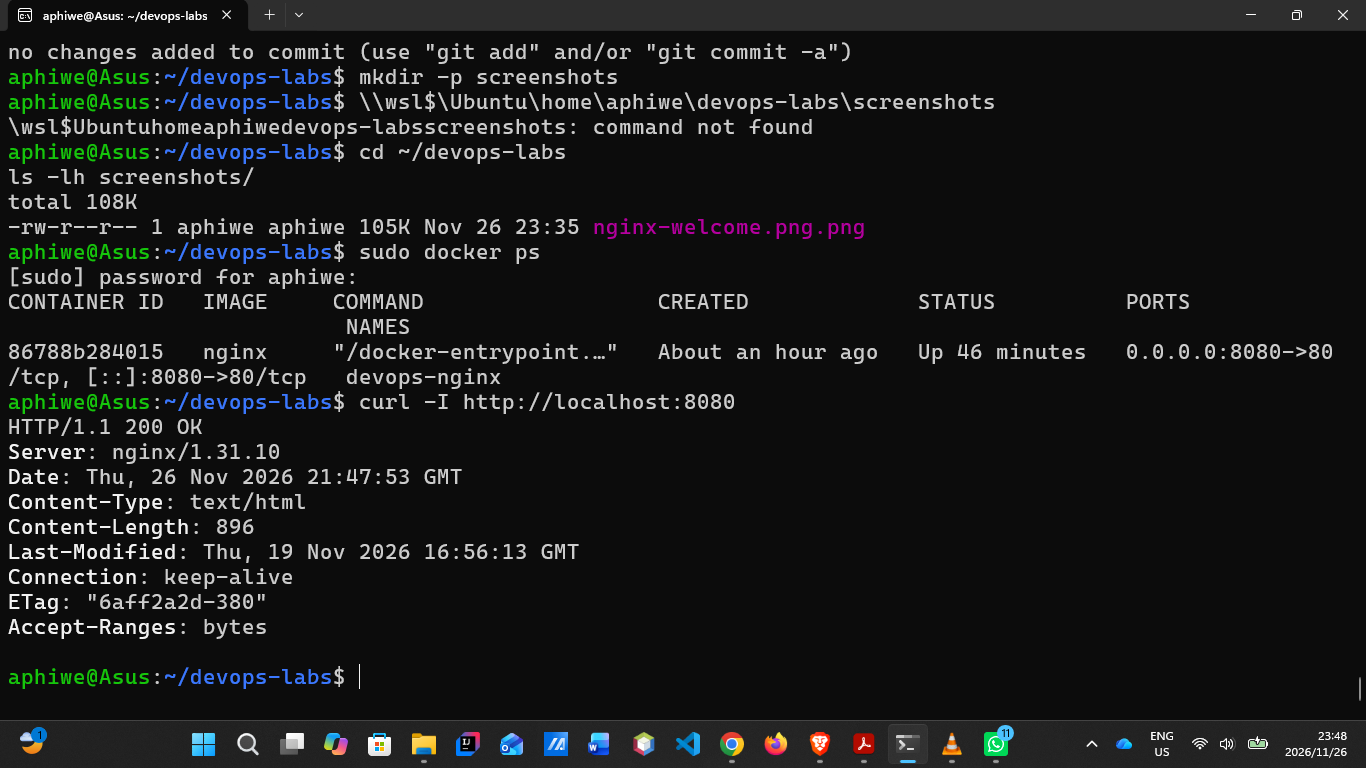 aphiwe@Asus: ~/devops-labs
no changes added to commit (use "git add" and/or "git commit -a")
aphiwe@Asus:~/devops-labs$ mkdir -p screenshots
aphiwe@Asus:~/devops-labs$ \\wsl$\Ubuntu\home\aphiwe\devops-labs\screenshots
\wsl$Ubuntuhomeaphiwedevops-labsscreenshots: command not found
aphiwe@Asus:~/devops-labs$ cd ~/devops-labs
ls -lh screenshots/
total 108K
-rw-r--r-- 1 aphiwe aphiwe 105K Nov 26 23:35 nginx-welcome.png.png
aphiwe@Asus:~/devops-labs$ sudo docker ps
[sudo] password for aphiwe:
CONTAINER ID   IMAGE     COMMAND                  CREATED             STATUS          PORTS
                          NAMES
86788b284015   nginx     "/docker-entrypoint.…"   About an hour ago   Up 46 minutes   0.0.0.0:8080->80
/tcp, [::]:8080->80/tcp   devops-nginx
aphiwe@Asus:~/devops-labs$ curl -I http://localhost:8080
HTTP/1.1 200 OK
Server: nginx/1.31.10
Date: Thu, 26 Nov 2026 21:47:53 GMT
Content-Type: text/html
Content-Length: 896
Last-Modified: Thu, 19 Nov 2026 16:56:13 GMT
Connection: keep-alive
ETag: "6aff2a2d-380"
Accept-Ranges: bytes
aphiwe@Asus:~/devops-labs$
1
11
ENG
US
23:48
2026/11/26